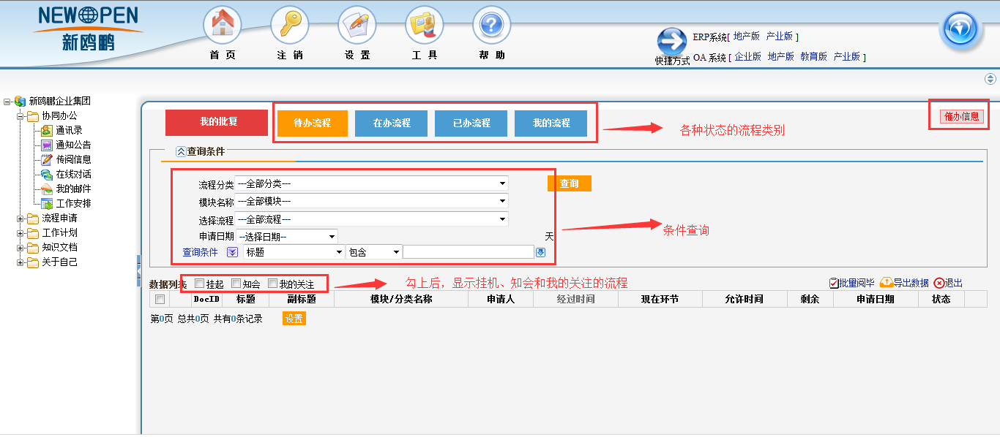 NEW OPEN
新鸥鹏
首 页
注 销
设 置
工 具
帮 助
快捷方式
ERP系统[ 地产版 产业版 ]
OA 系统 [ 企业版 地产版 教育版 产业版 ]
新鸥鹏企业集团
协同办公
通讯录
通知公告
传阅信息
在线对话
我的邮件
工作安排
流程申请
工作计划
知识文档
关于自己
我的批复
待办流程
在办流程
已办流程
我的流程
各种状态的流程类别
催办信息
查询条件
流程分类 ---全部分类---
查询
模块名称 ---全部模块---
选择流程 ---全部流程---
申请日期 --选择日期-- 天
条件查询
查询条件 标题 包含
数据列表 挂起 知会 我的关注
勾上后，显示挂机、知会和我的关注的流程
批量阅毕 导出数据 退出
DocID 标题 副标题 模块/分类名称 申请人 经过时间 现在环节 允许时间 剩余 申请日期 状态
第0页 总共0页 共有0条记录 设置